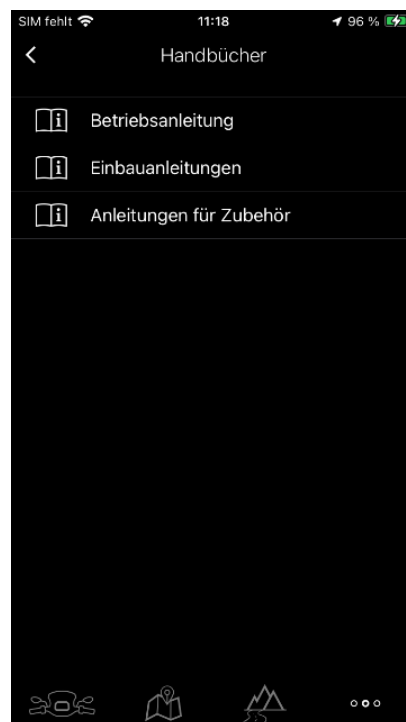 SIM fehlt 11:18 96 %
Handbücher
Betriebsanleitung
Einbauanleitungen
Anleitungen für Zubehör